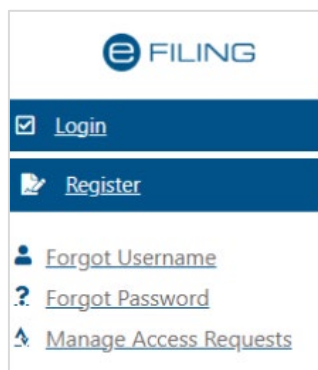 e FILING
Login
Register
Forgot Username
? Forgot Password
Manage Access Requests